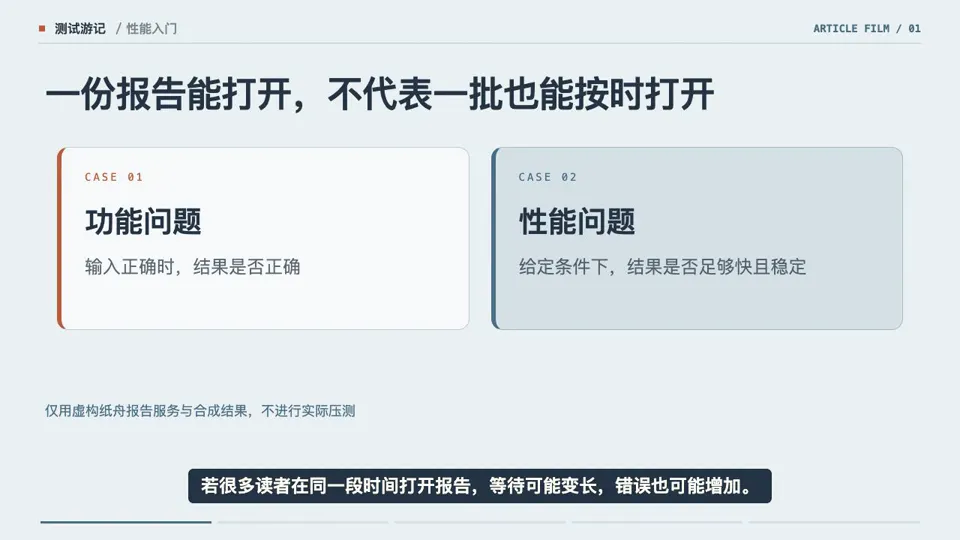 测试游记 / 性能入门
ARTICLE FILM / 01
一份报告能打开，不代表一批也能按时打开
CASE 01
功能问题
输入正确时，结果是否正确
CASE 02
性能问题
给定条件下，结果是否足够快且稳定
仅用虚构纸舟报告服务与合成结果，不进行实际压测
若很多读者在同一段时间打开报告，等待可能变长，错误也可能增加。